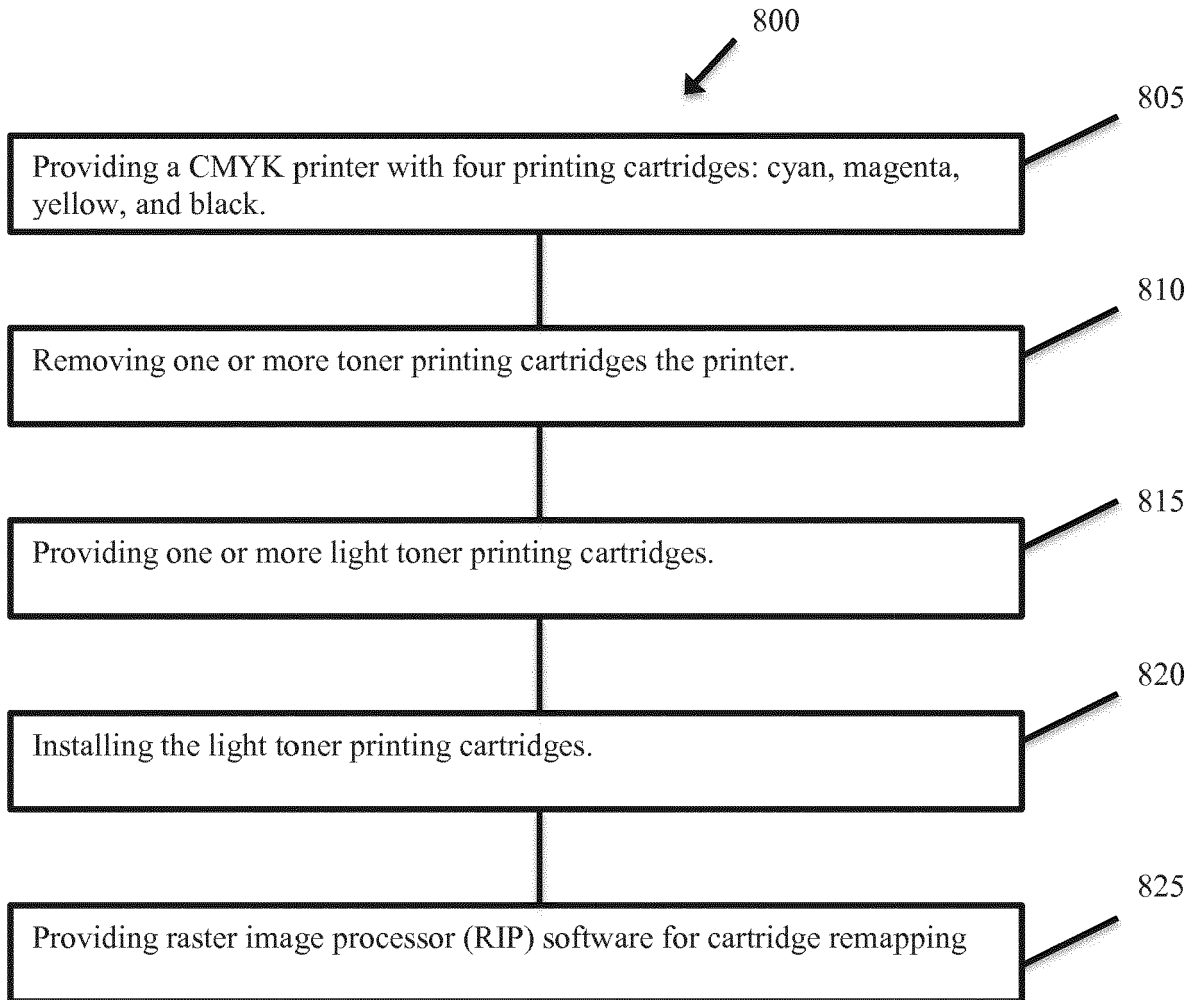 800
805
Providing a CMYK printer with four printing cartridges: cyan, magenta,
yellow, and black.
810
Removing one or more toner printing cartridges the printer.
815
Providing one or more light toner printing cartridges.
820
Installing the light toner printing cartridges.
825
Providing raster image processor (RIP) software for cartridge remapping